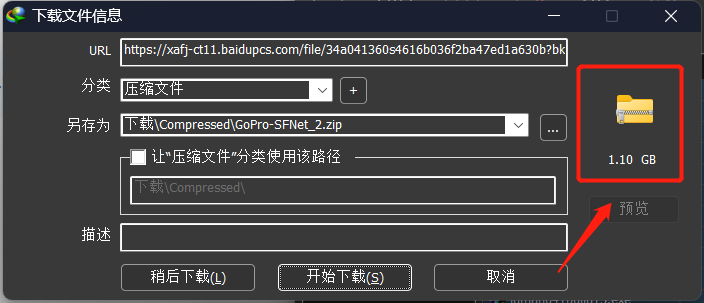 下载文件信息
URL https://xafj-ct11.baidupcs.com/file/34a041360s4616b036f2ba47ed1a630b?bk
分类 压缩文件 +
另存为 下载\Compressed\GoPro-SFNet_2.zip ...
1.10 GB
让“压缩文件”分类使用该路径
下载\Compressed\
预览
描述
稍后下载(L) 开始下载(S) 取消